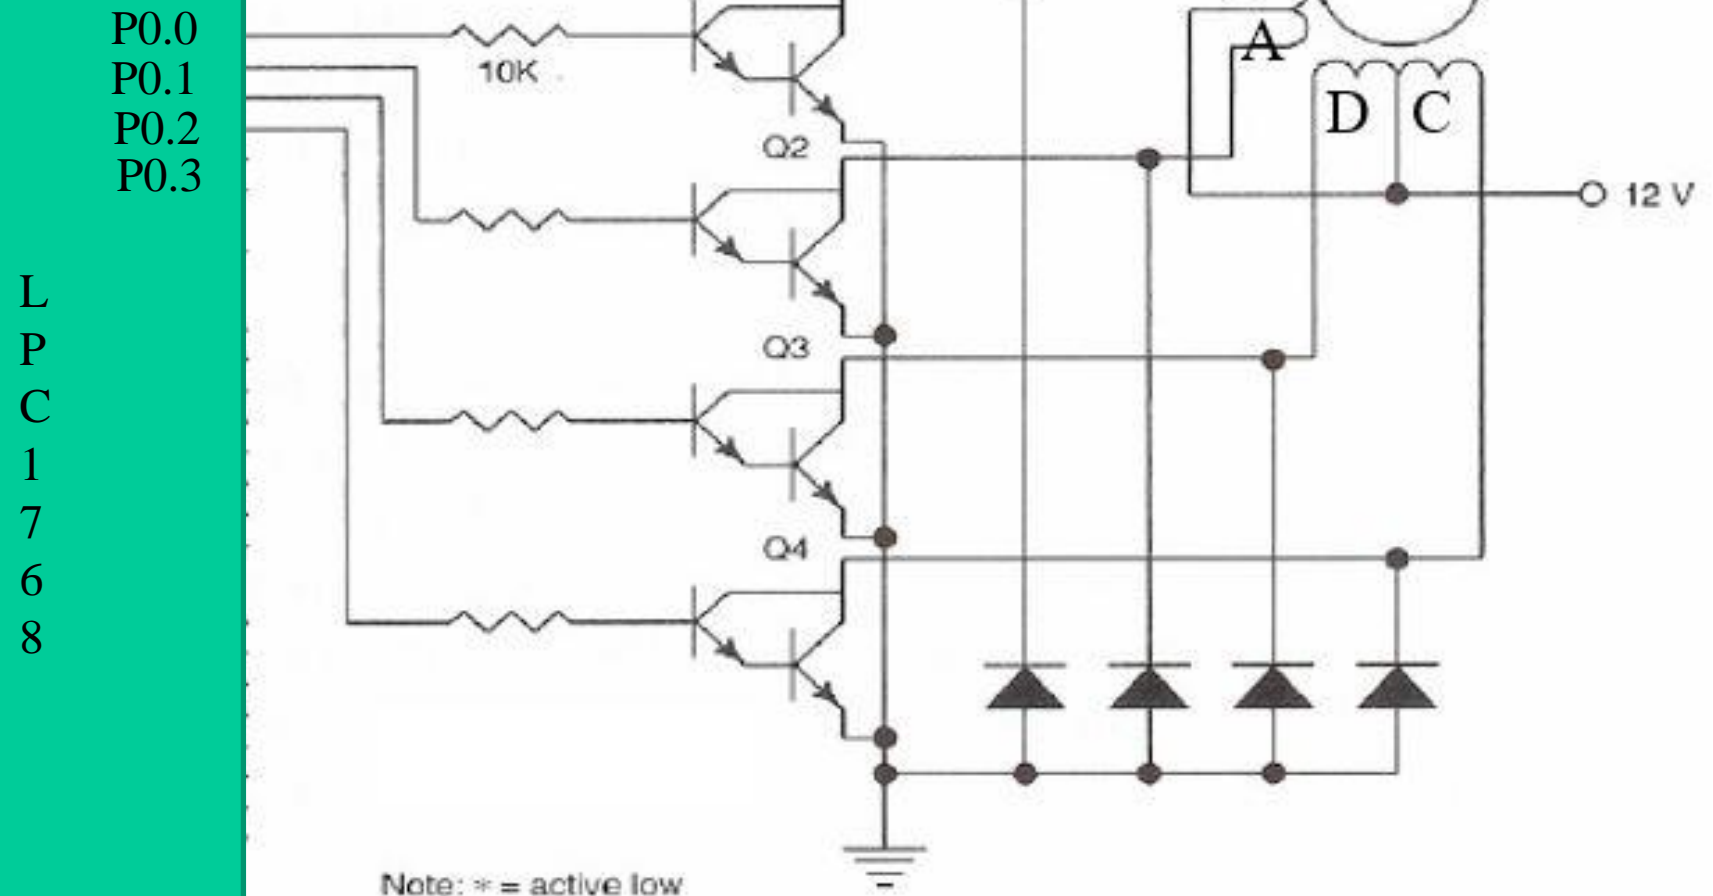 P0.0
P0.1
P0.2
P0.3
L
P
C
1
7
6
8
10K
Q2
Q3
Q4
A
D C
12 V
Note: * = active low